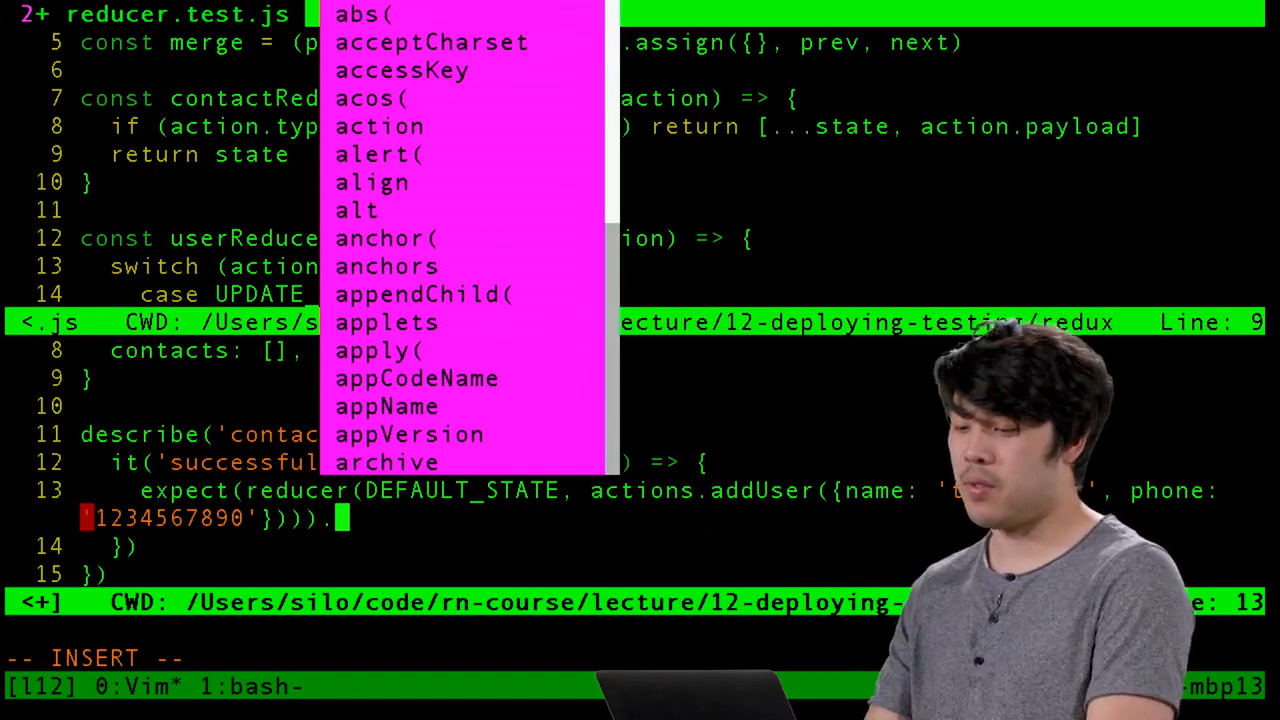 2+ reducer.test.js
5 const merge = (p .assign({}, prev, next)
6
7 const contactRed action) => {
8 if (action.typ ) return [...state, action.payload]
9 return state
10 }
11
12 const userReduce ion) => {
13 switch (action
14 case UPDATE_
<.js CWD: /Users/s ecture/12-deploying-testing/redux Line: 9
8 contacts: [],
9 }
10
11 describe('contac
12 it('successful ) => {
13 expect(reducer(DEFAULT_STATE, actions.addUser({name: 't ', phone:
'1234567890'}))).
14 })
15 })
<+] CWD: /Users/silo/code/rn-course/lecture/12-deploying- e: 13
-- INSERT --
[l12] 0:Vim* 1:bash- -mbp13
abs(
acceptCharset
accessKey
acos(
action
alert(
align
alt
anchor(
anchors
appendChild(
applets
apply(
appCodeName
appName
appVersion
archive